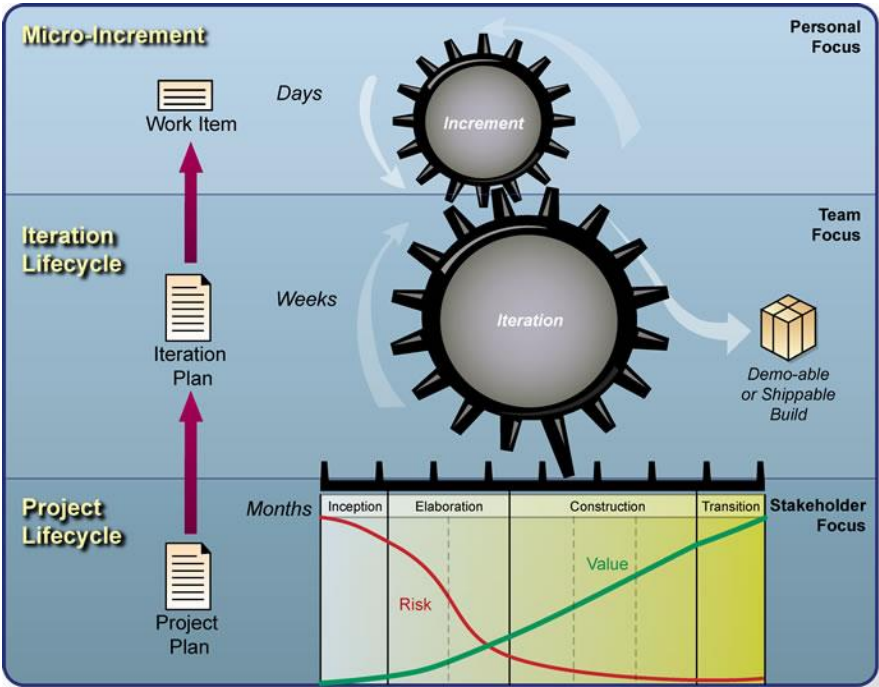 Micro-Increment
Personal
Focus
Days
Work Item
Increment
Iteration
Lifecycle
Team
Focus
Weeks
Iteration
Iteration
Plan
Demo-able
or Shippable
Build
Project
Lifecycle
Months
Inception
Elaboration
Construction
Transition
Stakeholder
Focus
Value
Risk
Project
Plan